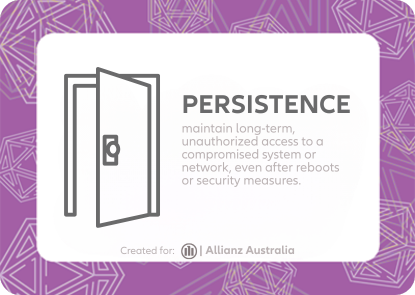 PERSISTENCE
maintain long-term,
unauthorized access to a
compromised system or
network, even after reboots
or security measures.
Created for: | Allianz Australia